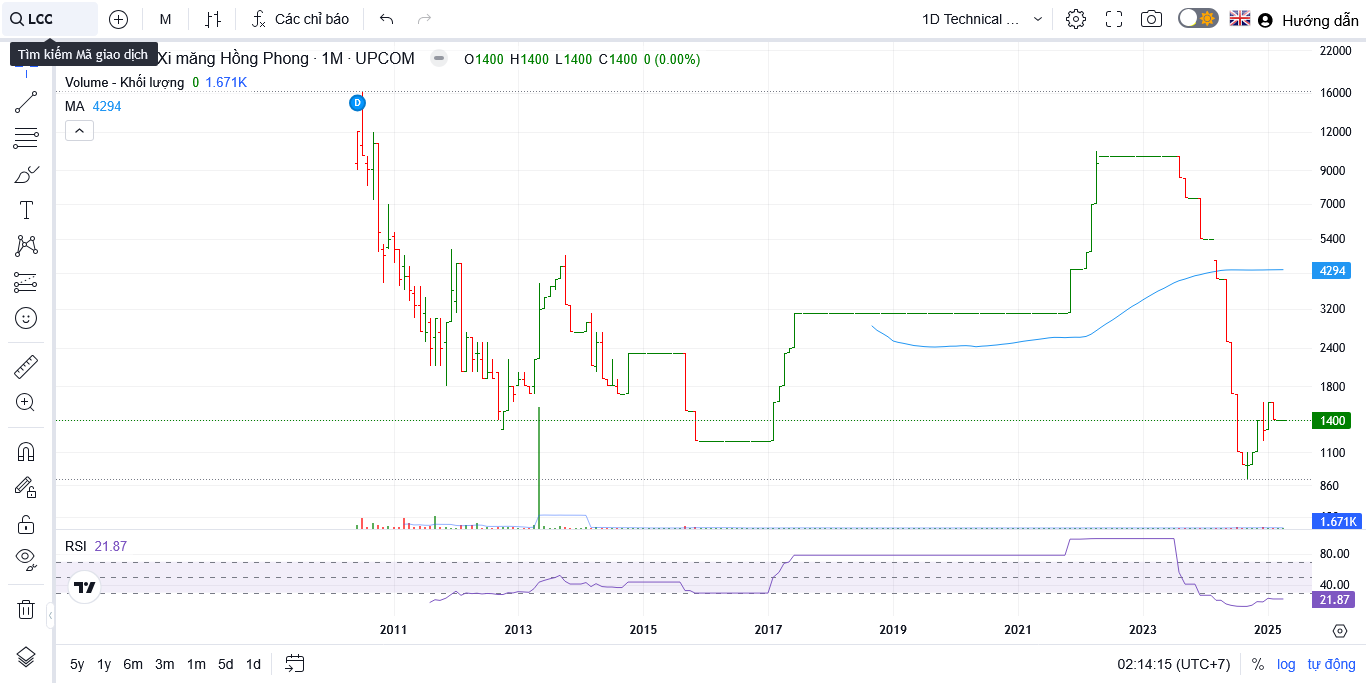 LCC
M
Các chỉ báo
1D Technical ...
Hướng dẫn
Tìm kiếm Mã giao dịch
Xi măng Hồng Phong · 1M · UPCOM
O1400 H1400 L1400 C1400 0 (0.00%)
Volume - Khối lượng 0 1.671K
MA 4294
D
22000
16000
12000
9000
7000
5400
4294
3200
2400
1800
1400
1100
860
1.671K
RSI 21.87
80.00
40.00
21.87
2011 2013 2015 2017 2019 2021 2023 2025
5y 1y 6m 3m 1m 5d 1d
02:14:15 (UTC+7) % log tự động